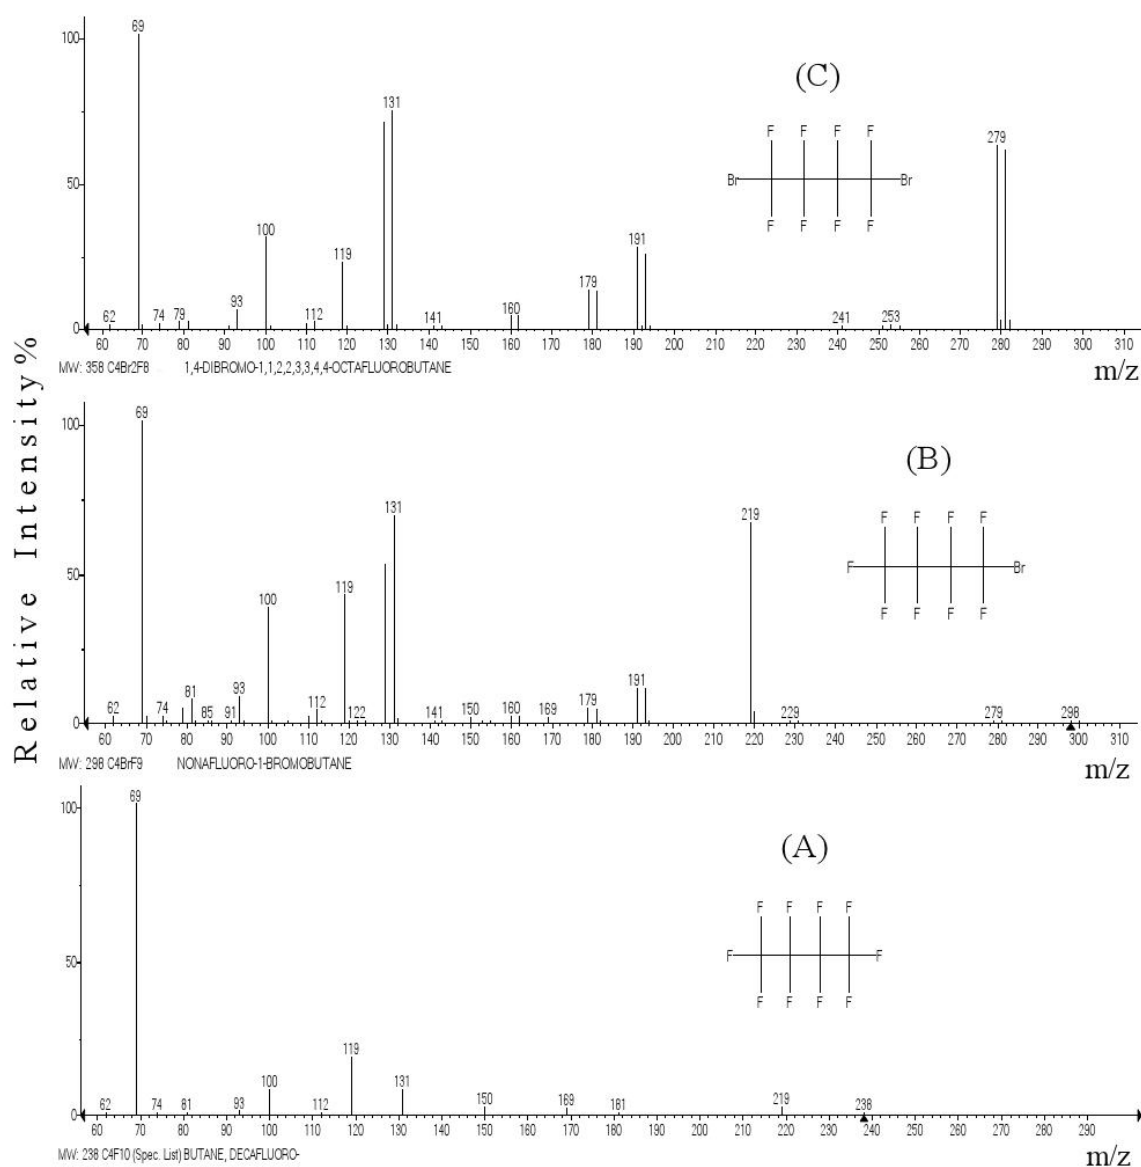 Relative Intensity %
(C)
100
50
0
69
131
279
100
119
191
179
93
62
74
79
112
141
160
241
253
F F F F
Br Br
F F F F
60 70 80 90 100 110 120 130 140 150 160 170 180 190 200 210 220 230 240 250 260 270 280 290 300 310
m/z
MW: 358 C4Br2F8 1,4-DIBROMO-1,1,2,2,3,3,4,4-OCTAFLUOROBUTANE
(B)
100
50
0
69
131
219
119
100
191
81
93
62
74
85
91
112
122
141
150
160
169
179
229
279
298
F F F F
F Br
F F F F
60 70 80 90 100 110 120 130 140 150 160 170 180 190 200 210 220 230 240 250 260 270 280 290 300 310
m/z
MW: 298 C4BrF9 NONAFLUORO-1-BROMOBUTANE
(A)
100
50
0
69
119
100
131
62
74
81
93
112
150
169
181
219
238
F F F F
F F
F F F F
60 70 80 90 100 110 120 130 140 150 160 170 180 190 200 210 220 230 240 250 260 270 280 290
m/z
MW: 238 C4F10 (Spec. List) BUTANE, DECAFLUORO-